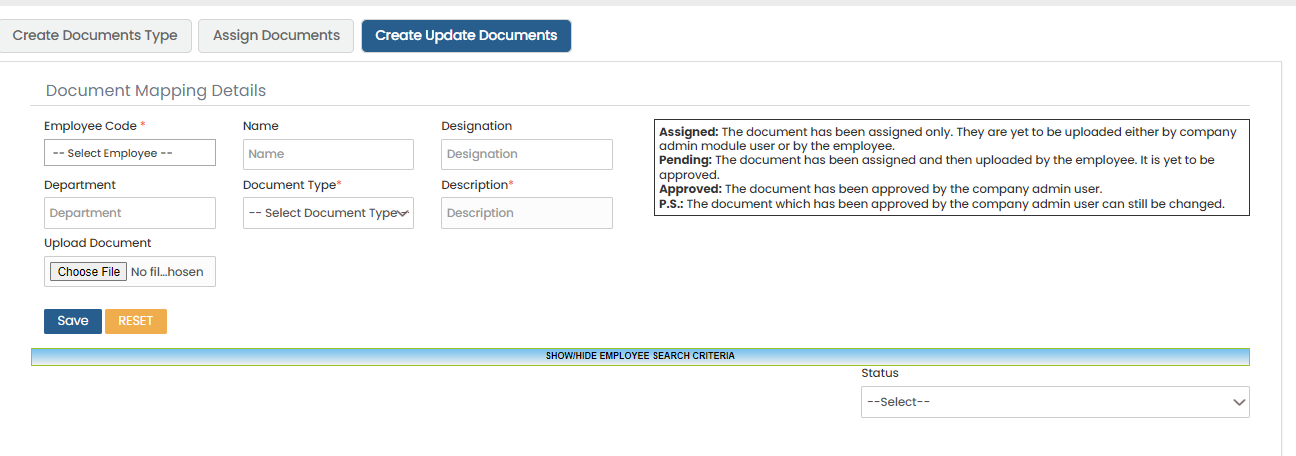 Create Documents Type
Assign Documents
Create Update Documents
Document Mapping Details
Employee Code *
-- Select Employee --
Name
Name
Designation
Designation
Department
Department
Document Type*
-- Select Document Type
Description*
Description
Upload Document
Choose File No fil...hosen
Save
RESET
Assigned: The document has been assigned only. They are yet to be uploaded either by company
admin module user or by the employee.
Pending: The document has been assigned and then uploaded by the employee. It is yet to be
approved.
Approved: The document has been approved by the company admin user.
P.S.: The document which has been approved by the company admin user can still be changed.
SHOW/HIDE EMPLOYEE SEARCH CRITERIA
Status
--Select--